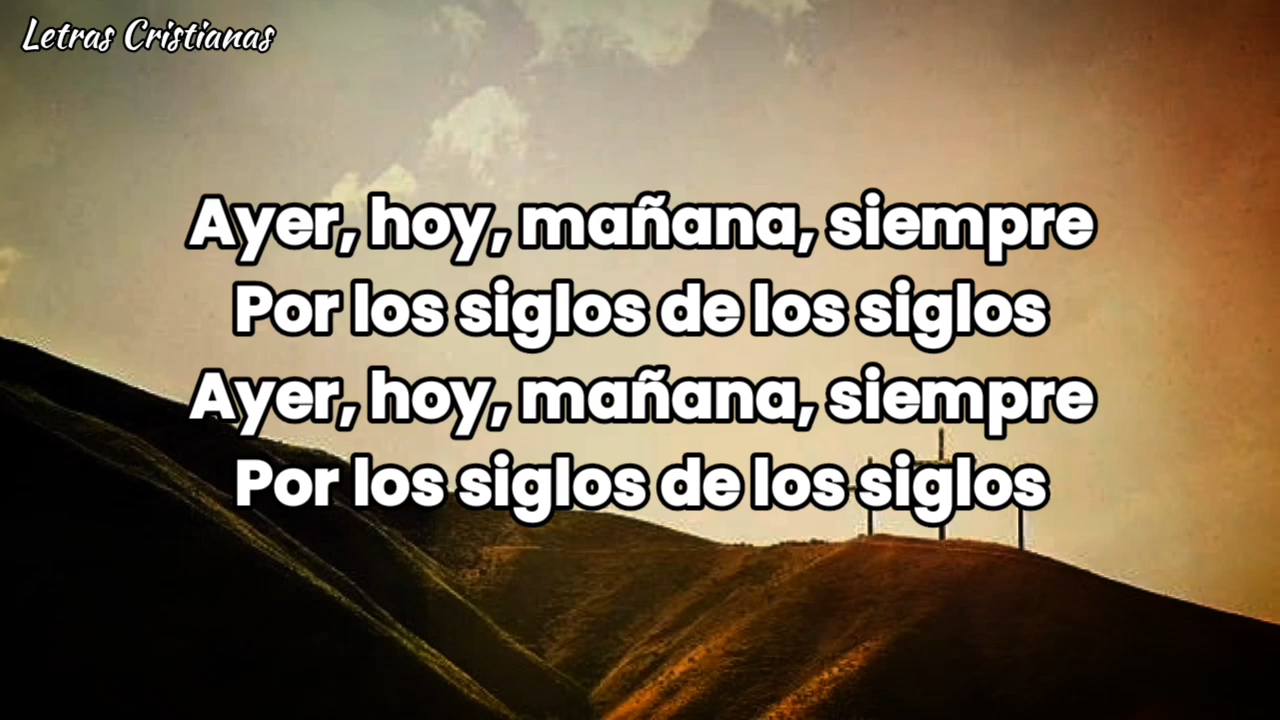 Letras Cristianas
Ayer, hoy, mañana, siempre
Por los siglos de los siglos
Ayer, hoy, mañana, siempre
Por los siglos de los siglos